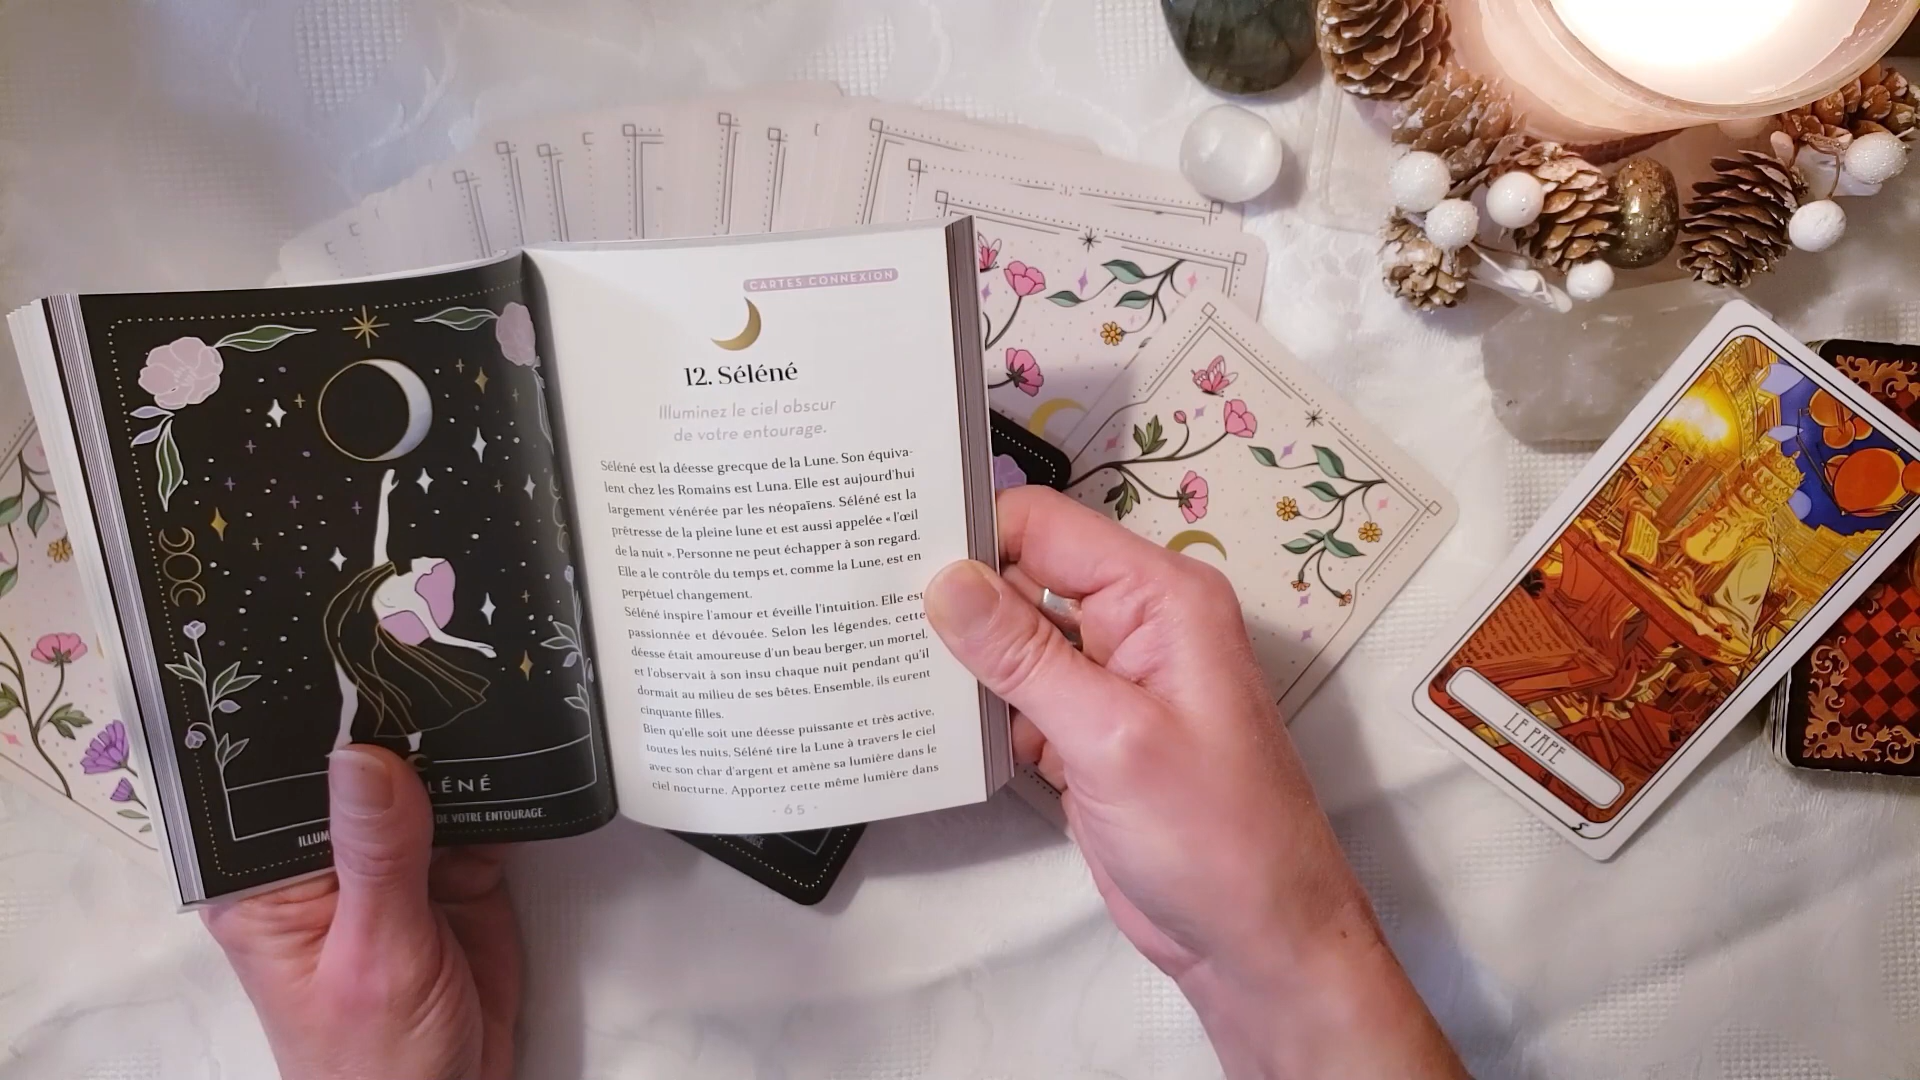 LÉNÉ
ILLUM
DE VOTRE ENTOURAGE.
CARTES CONNEXION
12. Séléné
Illuminez le ciel obscur
de votre entourage.
Séléné est la déesse grecque de la Lune. Son équiva-
lent chez les Romains est Luna. Elle est aujourd'hui
largement vénérée par les néopaïens. Séléné est la
prêtresse de la pleine lune et est aussi appelée « l'œil
de la nuit ». Personne ne peut échapper à son regard.
Elle a le contrôle du temps et, comme la Lune, est en
perpétuel changement.
Séléné inspire l'amour et éveille l'intuition. Elle est
passionnée et dévouée. Selon les légendes, cette
déesse était amoureuse d'un beau berger, un mortel,
et l'observait à son insu chaque nuit pendant qu'il
dormait au milieu de ses bêtes. Ensemble, ils eurent
cinquante filles.
Bien qu'elle soit une déesse puissante et très active,
toutes les nuits, Séléné tire la Lune à travers le ciel
avec son char d'argent et amène sa lumière dans le
ciel nocturne. Apportez cette même lumière dans
· 65 ·
LE PAPE
5